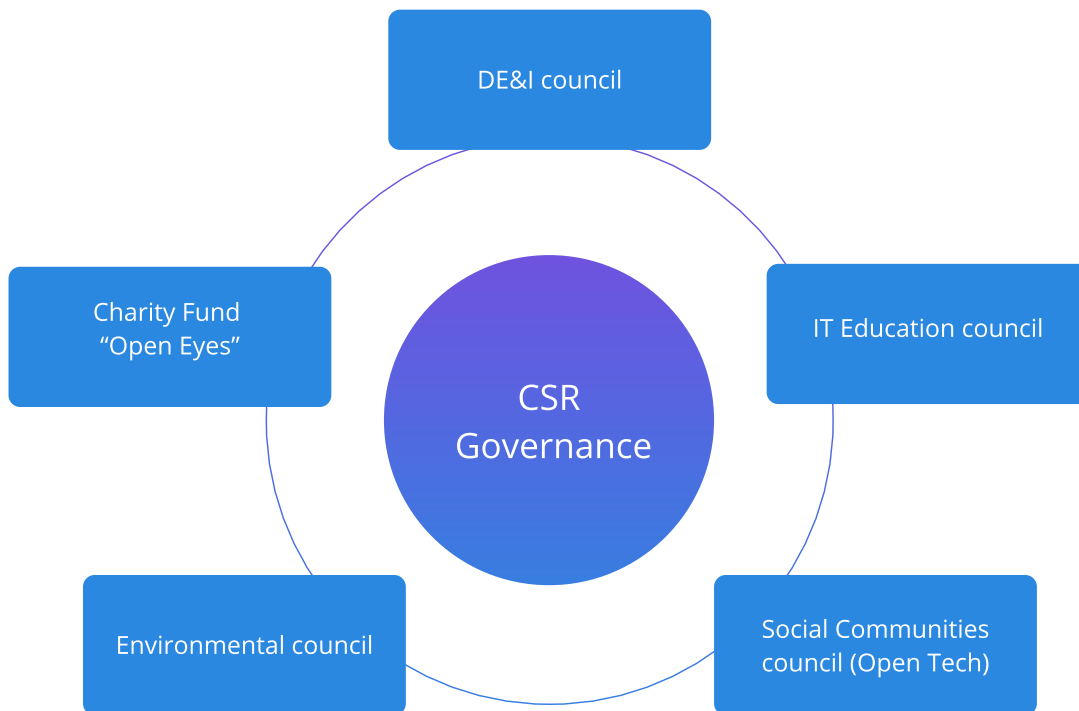 DE&I council
Charity Fund
“Open Eyes”
IT Education council
CSR
Governance
Environmental council
Social Communities
council (Open Tech)